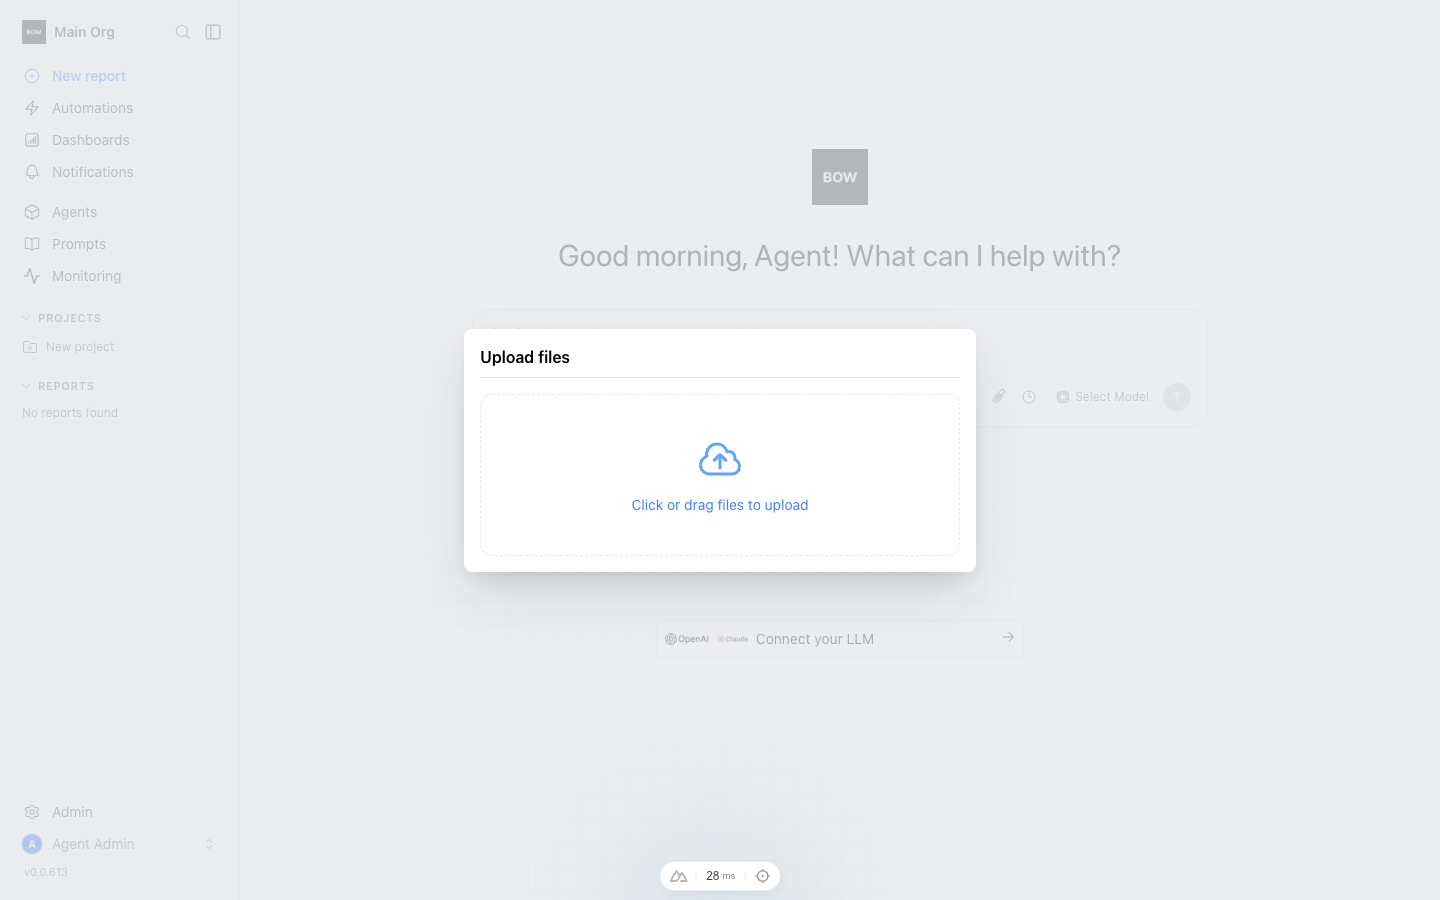 BOW Main Org
New report
Automations
Dashboards
Notifications
Agents
Prompts
Monitoring
PROJECTS
New project
REPORTS
No reports found
BOW
Good morning, Agent! What can I help with?
Upload files
Click or drag files to upload
Select Model
OpenAI Claude Connect your LLM
Admin
A Agent Admin
v0.0.613
28 ms